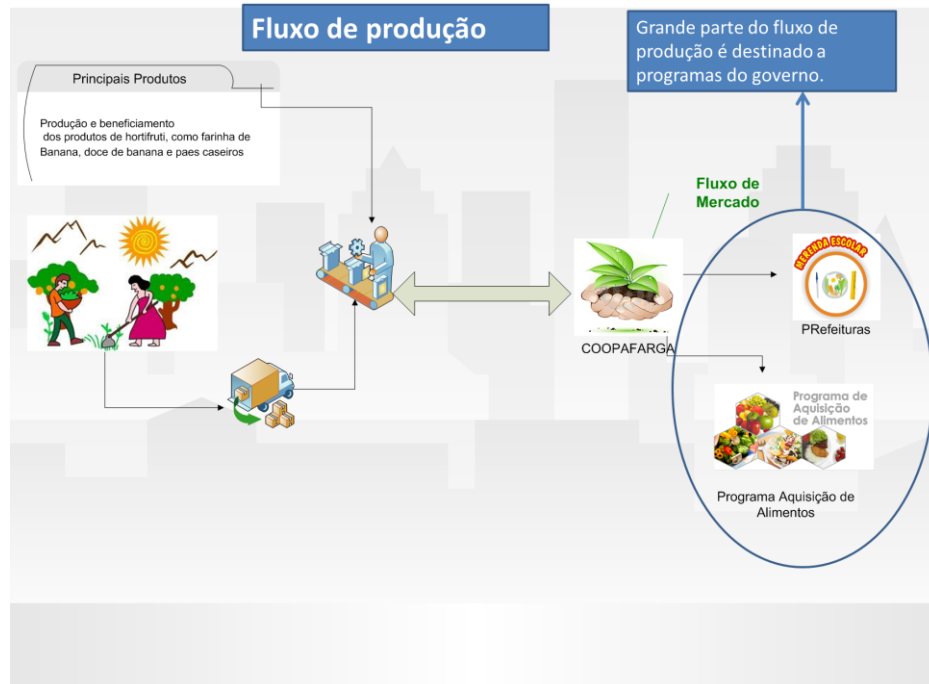 Fluxo de produção
Grande parte do fluxo de
produção é destinado a
programas do governo.
Principais Produtos
Produção e beneficiamento
dos produtos de hortifruti, como farinha de
Banana, doce de banana e paes caseiros
Fluxo de
Mercado
MERENDA ESCOLAR
PRefeituras
COOPAFARGA
Programa de
Aquisição
de Alimentos
Programa Aquisição de
Alimentos